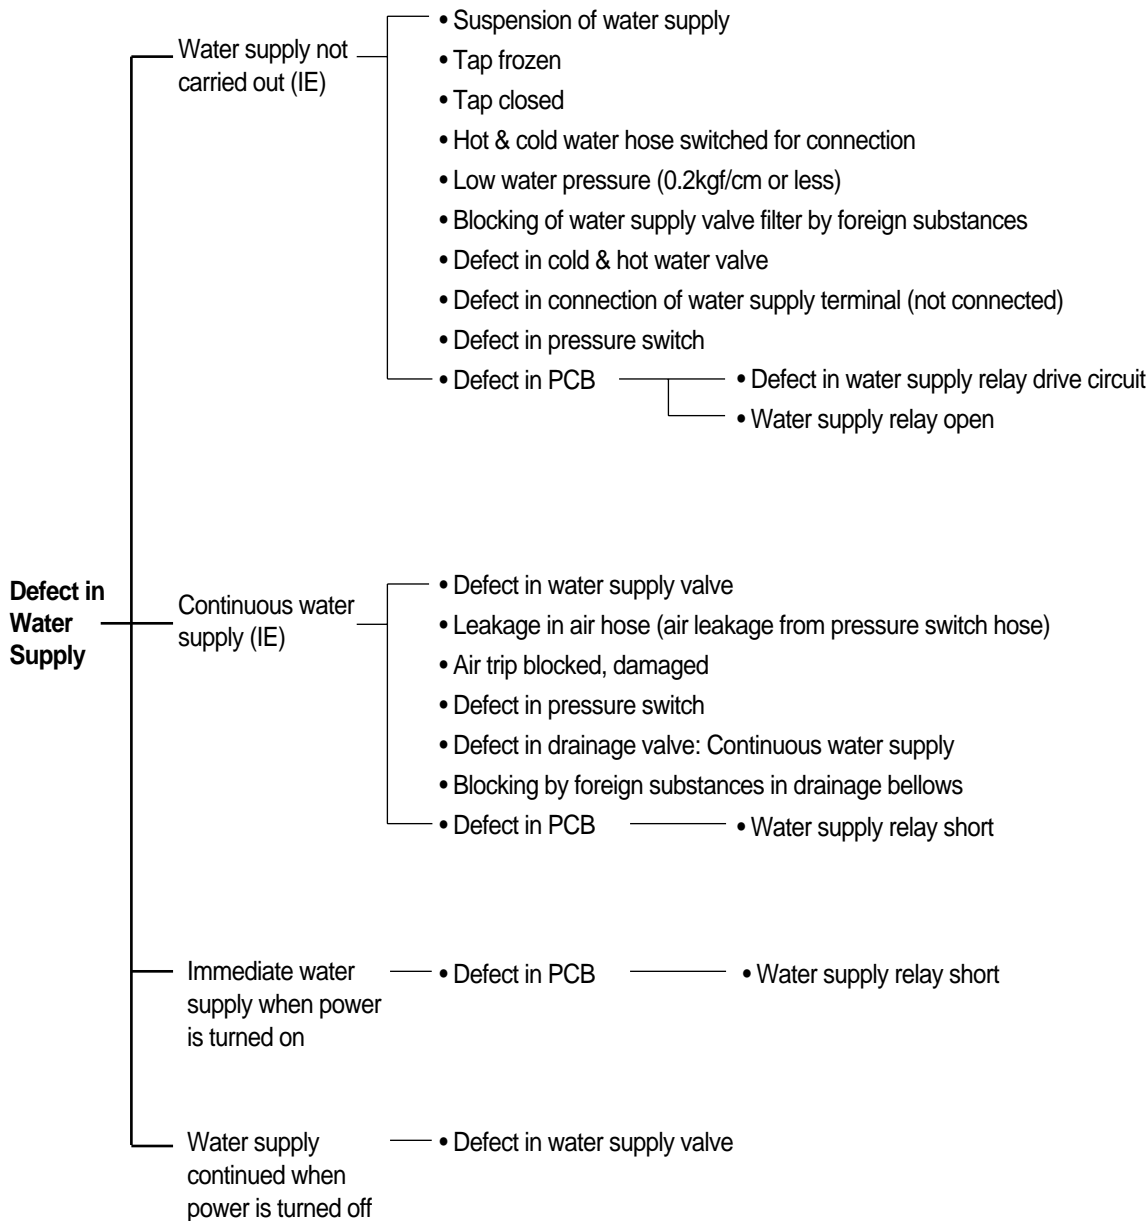 Water supply not
carried out (IE)
• Suspension of water supply
• Tap frozen
• Tap closed
• Hot & cold water hose switched for connection
• Low water pressure (0.2kgf/cm or less)
• Blocking of water supply valve filter by foreign substances
• Defect in cold & hot water valve
• Defect in connection of water supply terminal (not connected)
• Defect in pressure switch
• Defect in PCB
• Defect in water supply relay drive circuit
• Water supply relay open
Defect in
Water
Supply
Continuous water
supply (IE)
• Defect in water supply valve
• Leakage in air hose (air leakage from pressure switch hose)
• Air trip blocked, damaged
• Defect in pressure switch
• Defect in drainage valve: Continuous water supply
• Blocking by foreign substances in drainage bellows
• Defect in PCB
• Water supply relay short
Immediate water
supply when power
is turned on
• Defect in PCB
• Water supply relay short
Water supply
continued when
power is turned off
• Defect in water supply valve